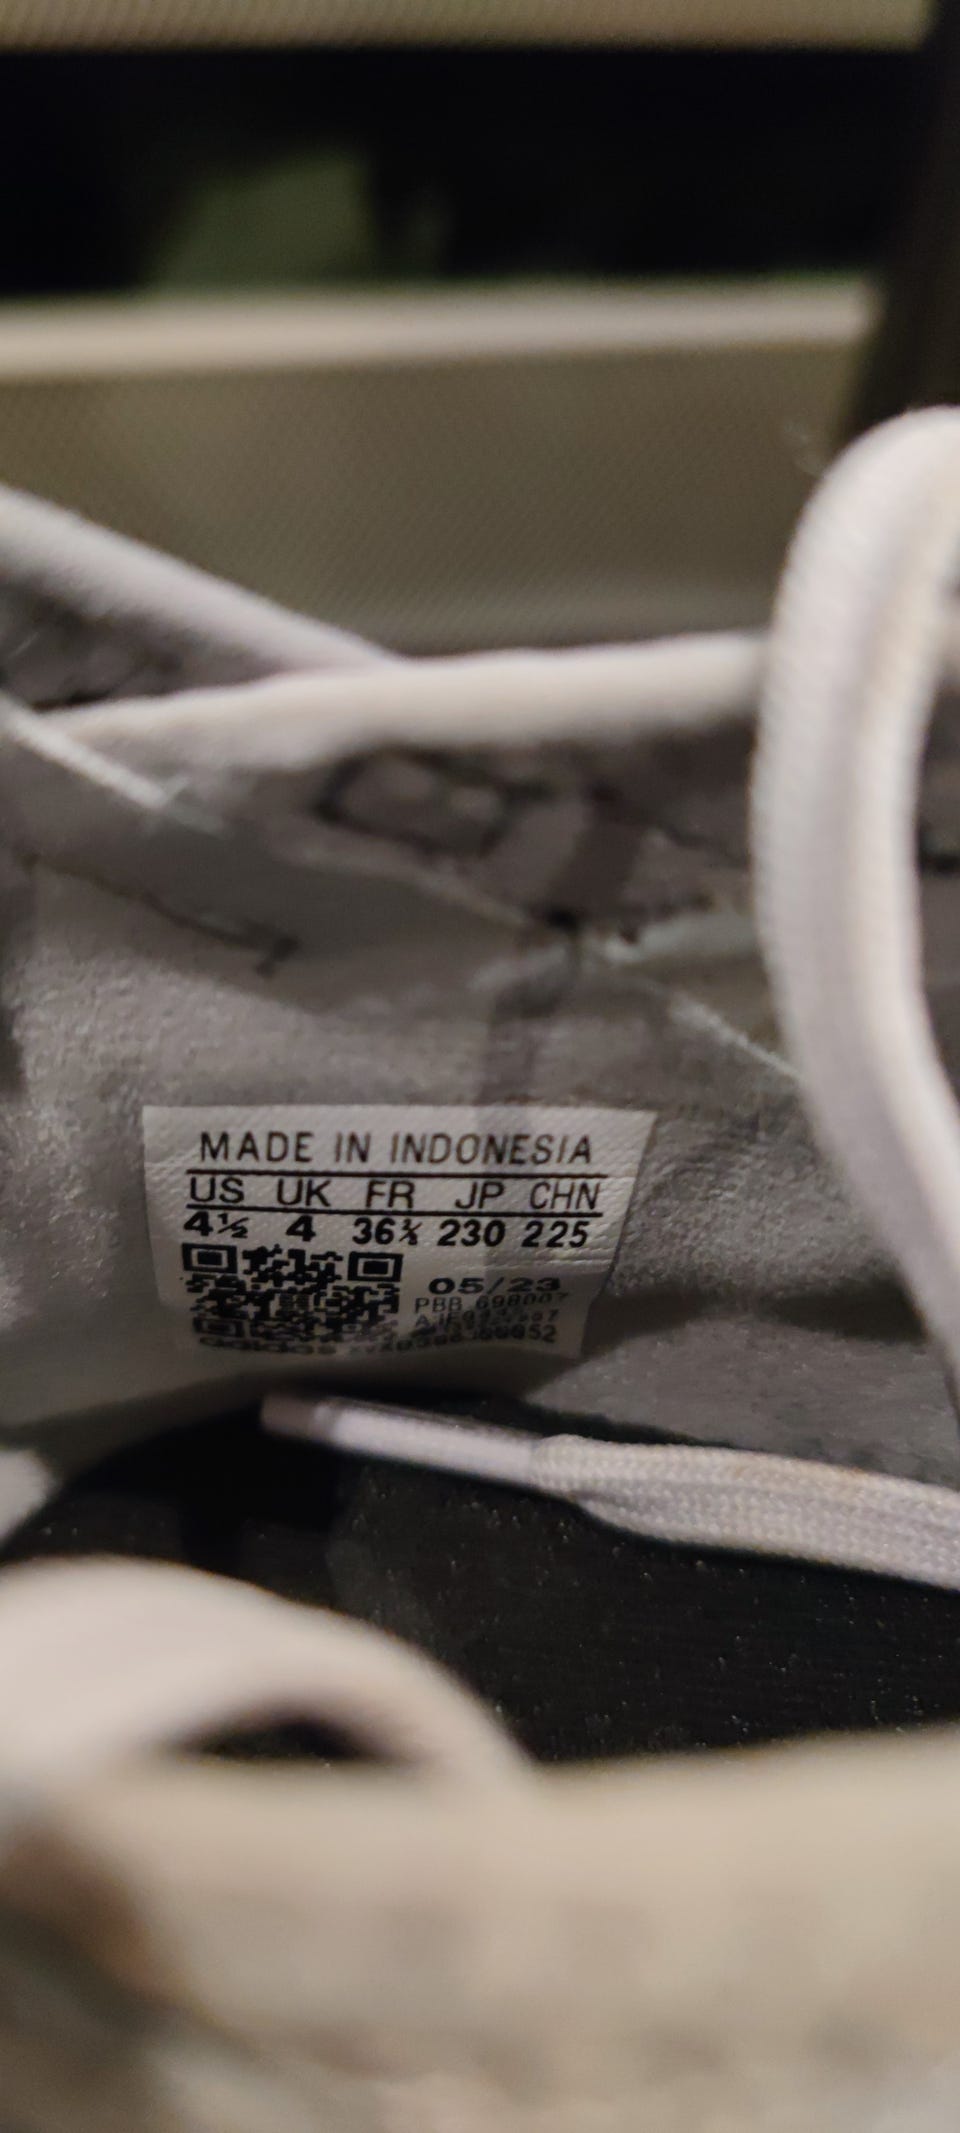 MADE IN INDONESIA
US UK FR JP CHN
4½ 4 36⅔ 230 225
05/23
PBB 698007
adidas